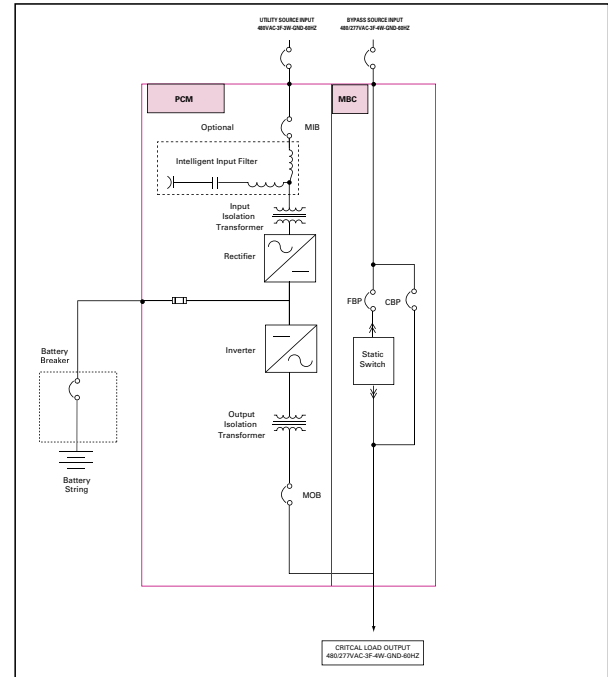 UTILITY SOURCE INPUT
480VAC-3F-3W-GND-60HZ
BYPASS SOURCE INPUT
480/277VAC-3F-4W-GND-60HZ
PCM
MBC
Optional
MIB
Intelligent Input Filter
Input
Isolation
Transformer
Rectifier
FBP
CBP
Battery
Breaker
Inverter
Static
Switch
Output
Isolation
Transformer
Battery
String
MOB
CRITCAL LOAD OUTPUT
480/277VAC-3F-4W-GND-60HZ